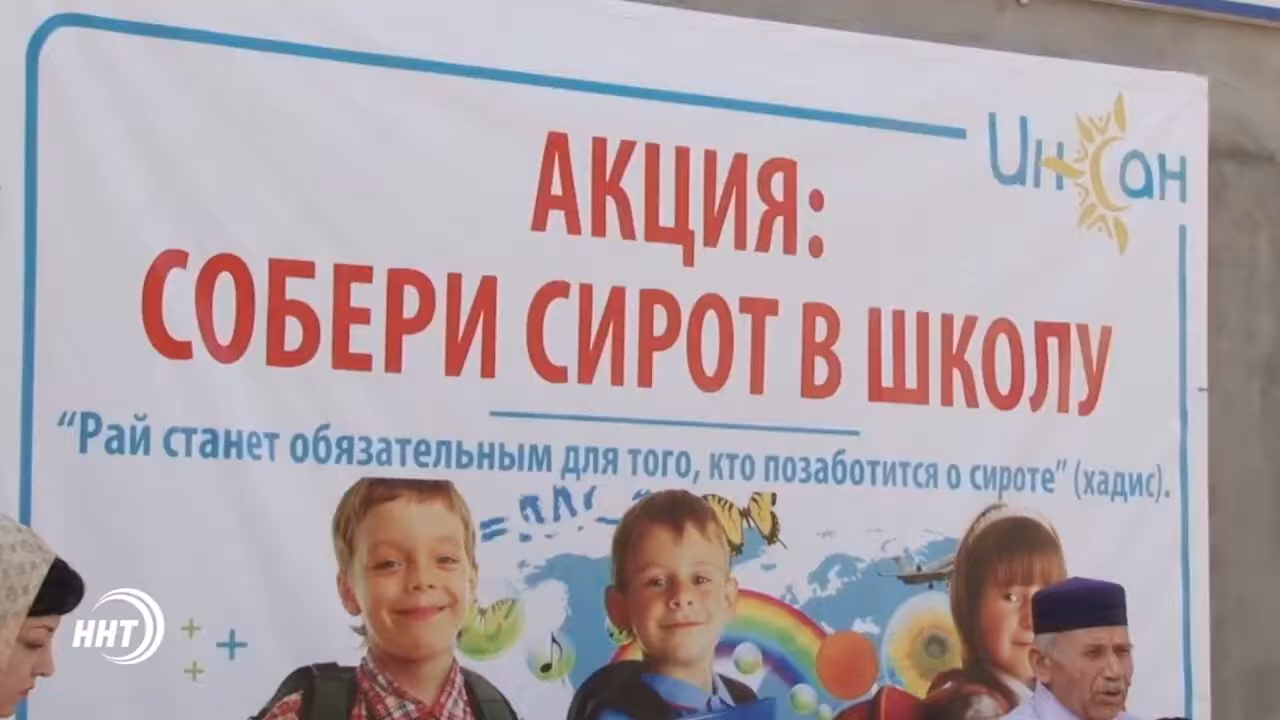 Инсан
АКЦИЯ:
СОБЕРИ СИРОТ В ШКОЛУ
“Рай станет обязательным для того, кто позаботится о сироте” (хадис).
ННТ